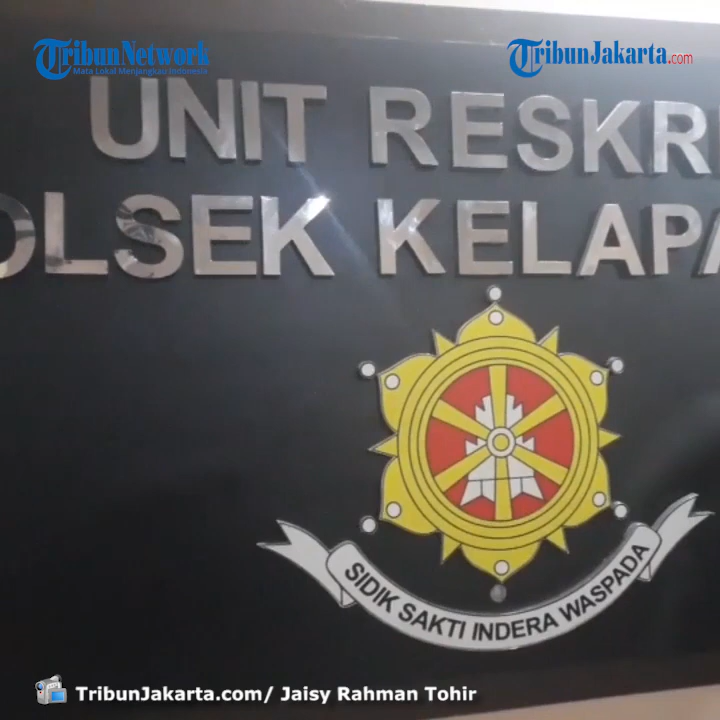 TribunNetwork
Mata Lokal Menjangkau Indonesia
TribunJakarta.com
UNIT RESKRI
OLSEK KELAPA
SIDIK SAKTI INDERA WASPADA
TribunJakarta.com/ Jaisy Rahman Tohir